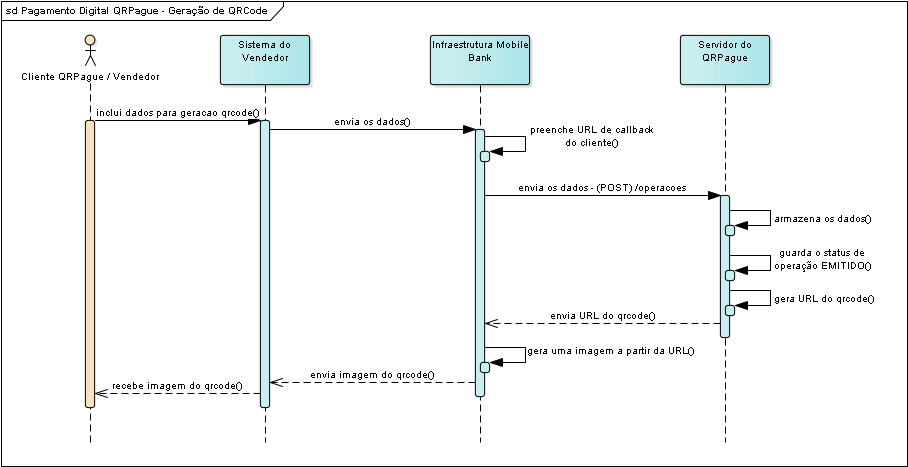 sd Pagamento Digital QRPague - Geração de QRCode
Cliente QRPague / Vendedor
Sistema do
Vendedor
Infraestrutura Mobile
Bank
Servidor do
QRPague
inclui dados para geracao qrcode()
envia os dados()
preenche URL de callback
do cliente()
envia os dados - (POST) /operacoes
armazena os dados()
guarda o status de
operação EMITIDO()
gera URL do qrcode()
envia URL do qrcode()
gera uma imagem a partir da URL()
envia imagem do qrcode()
recebe imagem do qrcode()